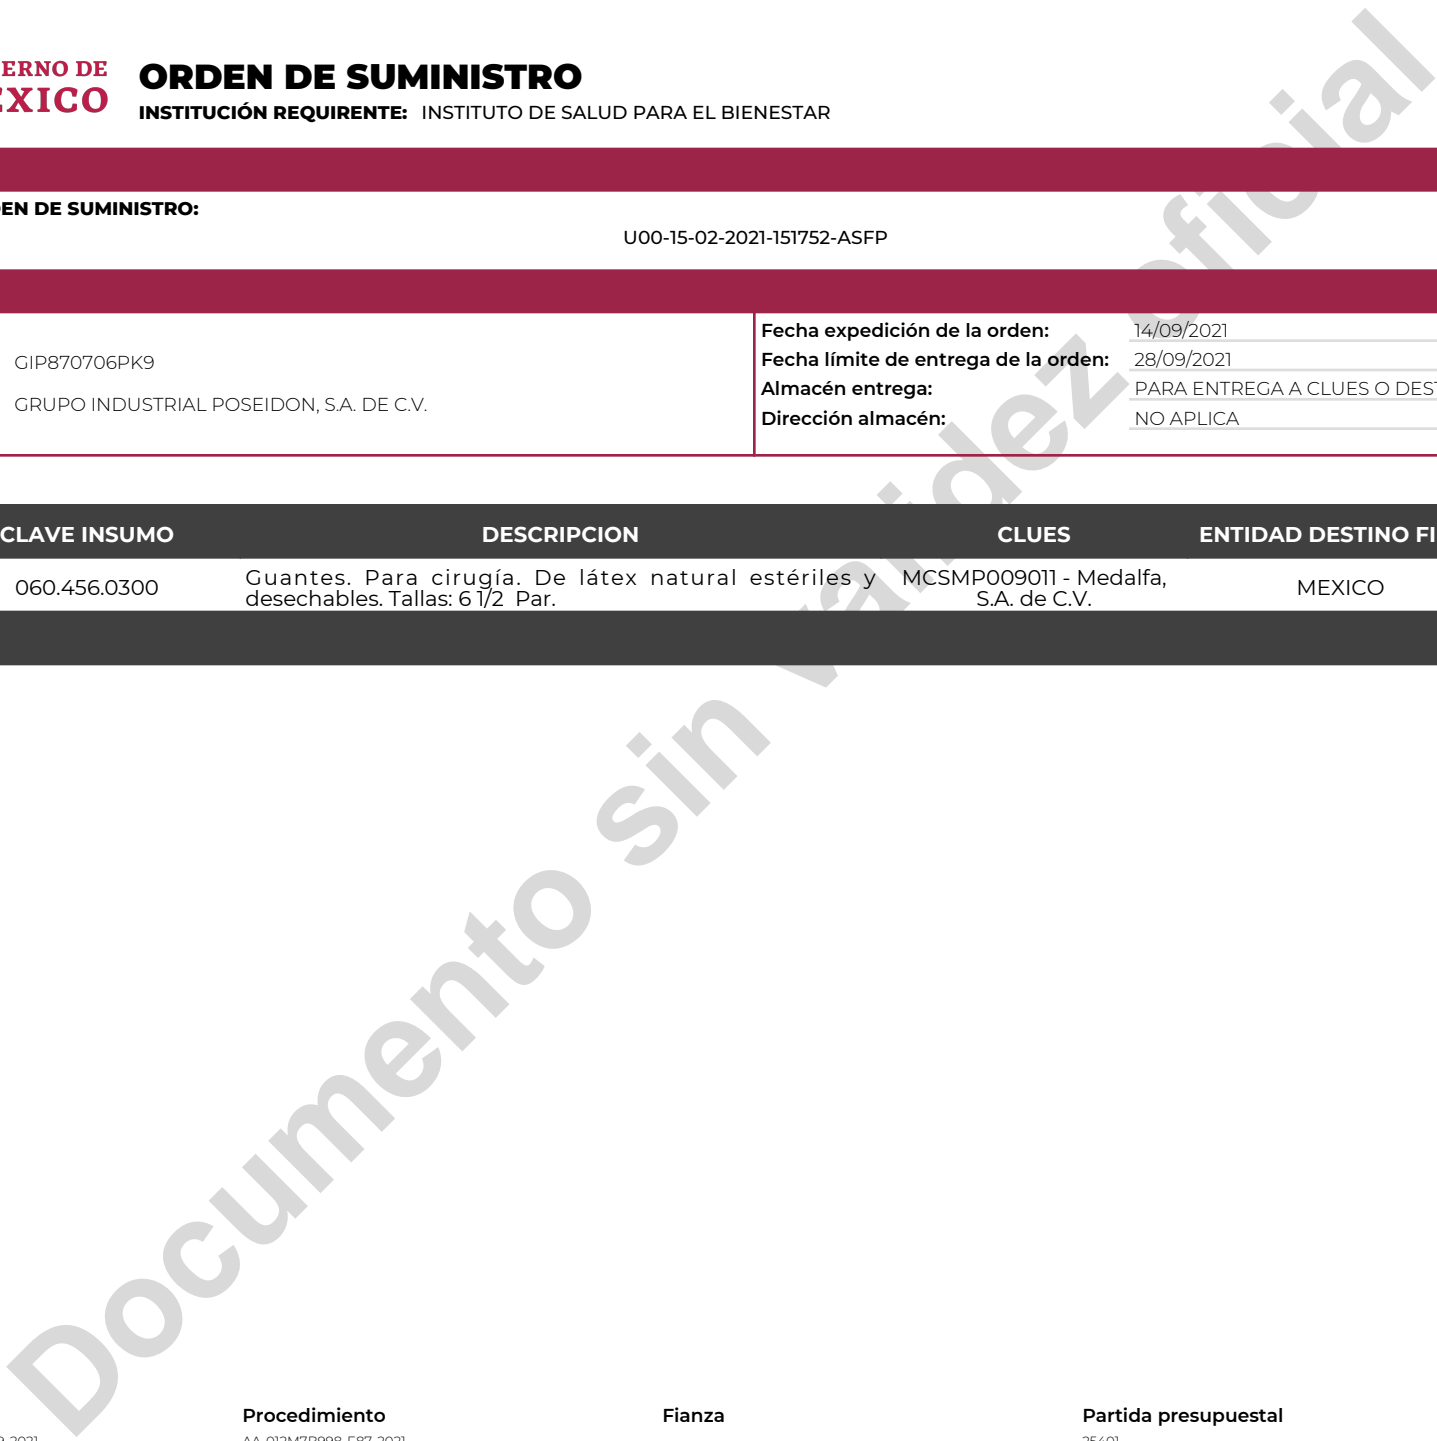 ERNO DE
ORDEN DE SUMINISTRO
INSTITUCIÓN REQUIRENTE: INSTITUTO DE SALUD PARA EL BIENESTAR
EN DE SUMINISTRO:
U00-15-02-2021-151752-ASFP
GIP870706PK9
GRUPO INDUSTRIAL POSEIDON, S.A. DE C.V.
Fecha expedición de la orden: 14/09/2021
Fecha límite de entrega de la orden: 28/09/2021
Almacén entrega: PARA ENTREGA A CLUES O DEST
Dirección almacén: NO APLICA
CLAVE INSUMO DESCRIPCION CLUES ENTIDAD DESTINO FI
060.456.0300
Guantes. Para cirugía. De látex natural estériles y
desechables. Tallas: 6 1/2 Par.
MCSMP009011 - Medalfa,
S.A. de C.V.
MEXICO
Documento sin validez oficial
Procedimiento Fianza Partida presupuestal